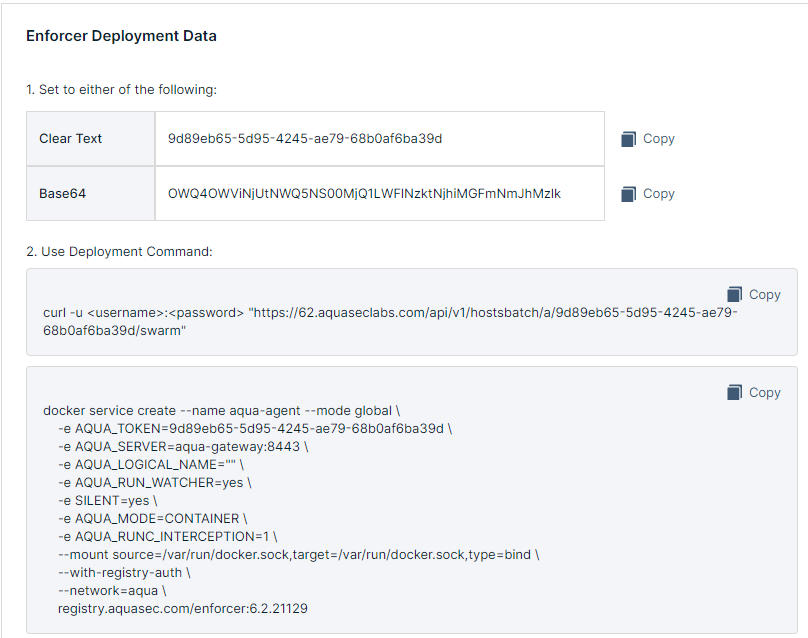 Enforcer Deployment Data
1. Set to either of the following:
Clear Text 9d89eb65-5d95-4245-ae79-68b0af6ba39d Copy
Base64 OWQ4OWViNjUtNWQ5NS00MjQ1LWFlNzktNjhiMGFmNmJhMzlk Copy
2. Use Deployment Command:
Copy
curl -u <username>:<password> "https://62.aquaseclabs.com/api/v1/hostsbatch/a/9d89eb65-5d95-4245-ae79-
68b0af6ba39d/swarm"
Copy
docker service create --name aqua-agent --mode global \
-e AQUA_TOKEN=9d89eb65-5d95-4245-ae79-68b0af6ba39d \
-e AQUA_SERVER=aqua-gateway:8443 \
-e AQUA_LOGICAL_NAME="" \
-e AQUA_RUN_WATCHER=yes \
-e SILENT=yes \
-e AQUA_MODE=CONTAINER \
-e AQUA_RUNC_INTERCEPTION=1 \
--mount source=/var/run/docker.sock,target=/var/run/docker.sock,type=bind \
--with-registry-auth \
--network=aqua \
registry.aquasec.com/enforcer:6.2.21129